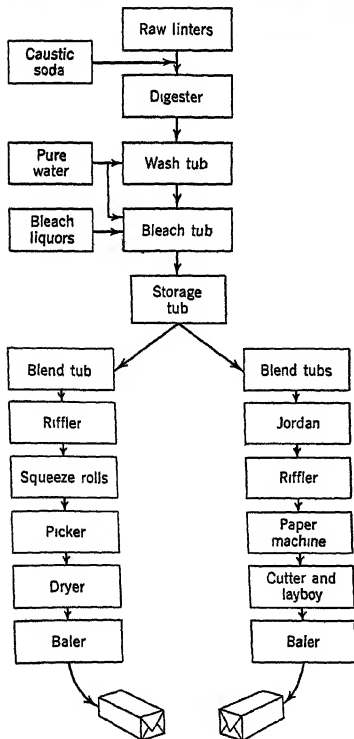 Raw linters
Caustic
soda
Digester
Pure
water
Wash tub
Bleach
liquors
Bleach tub
Storage
tub
Blend tub
Riffler
Squeeze rolls
Picker
Dryer
Baler
Blend tubs
Jordan
Riffler
Paper
machine
Cutter and
layboy
Baler